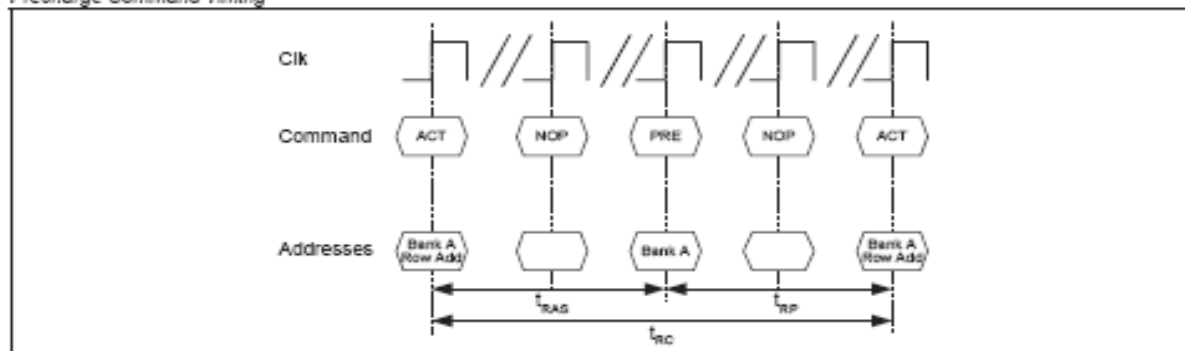 Precharge Command Timing
Clk
Command ACT NOP PRE NOP ACT
Addresses Bank A Row Add Bank A Bank A Row Add
tRAS tRP
tRC